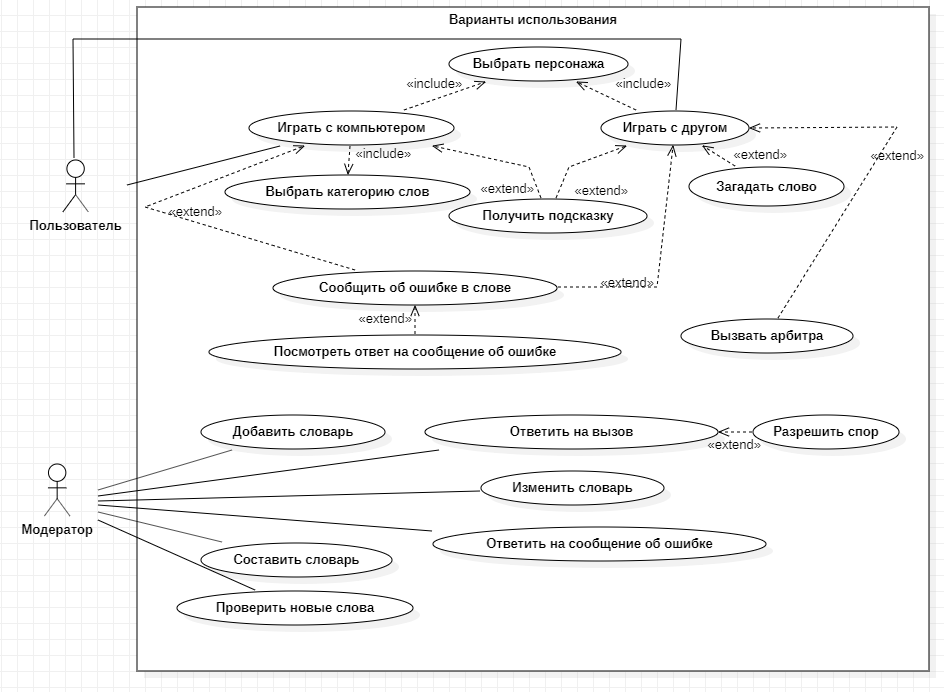 Варианты использования
Выбрать персонажа
«include»
«include»
Играть с компьютером
Играть с другом
«include»
«extend»
«extend»
Выбрать категорию слов
«extend»
«extend»
Загадать слово
Пользователь
«extend»
Получить подсказку
Сообщить об ошибке в слове
«extend»
«extend»
Вызвать арбитра
Посмотреть ответ на сообщение об ошибке
Добавить словарь
Ответить на вызов
Разрешить спор
«extend»
Изменить словарь
Модератор
Ответить на сообщение об ошибке
Составить словарь
Проверить новые слова